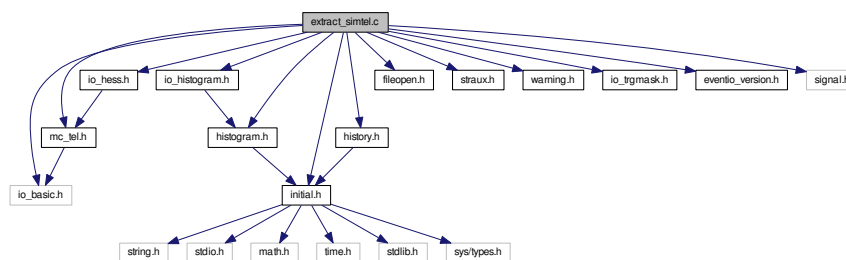 extract_simtel.c
io_hess.h
io_histogram.h
fileopen.h
straux.h
warning.h
io_trgmask.h
eventio_version.h
signal.h
mc_tel.h
histogram.h
history.h
io_basic.h
initial.h
string.h
stdio.h
math.h
time.h
stdlib.h
sys/types.h